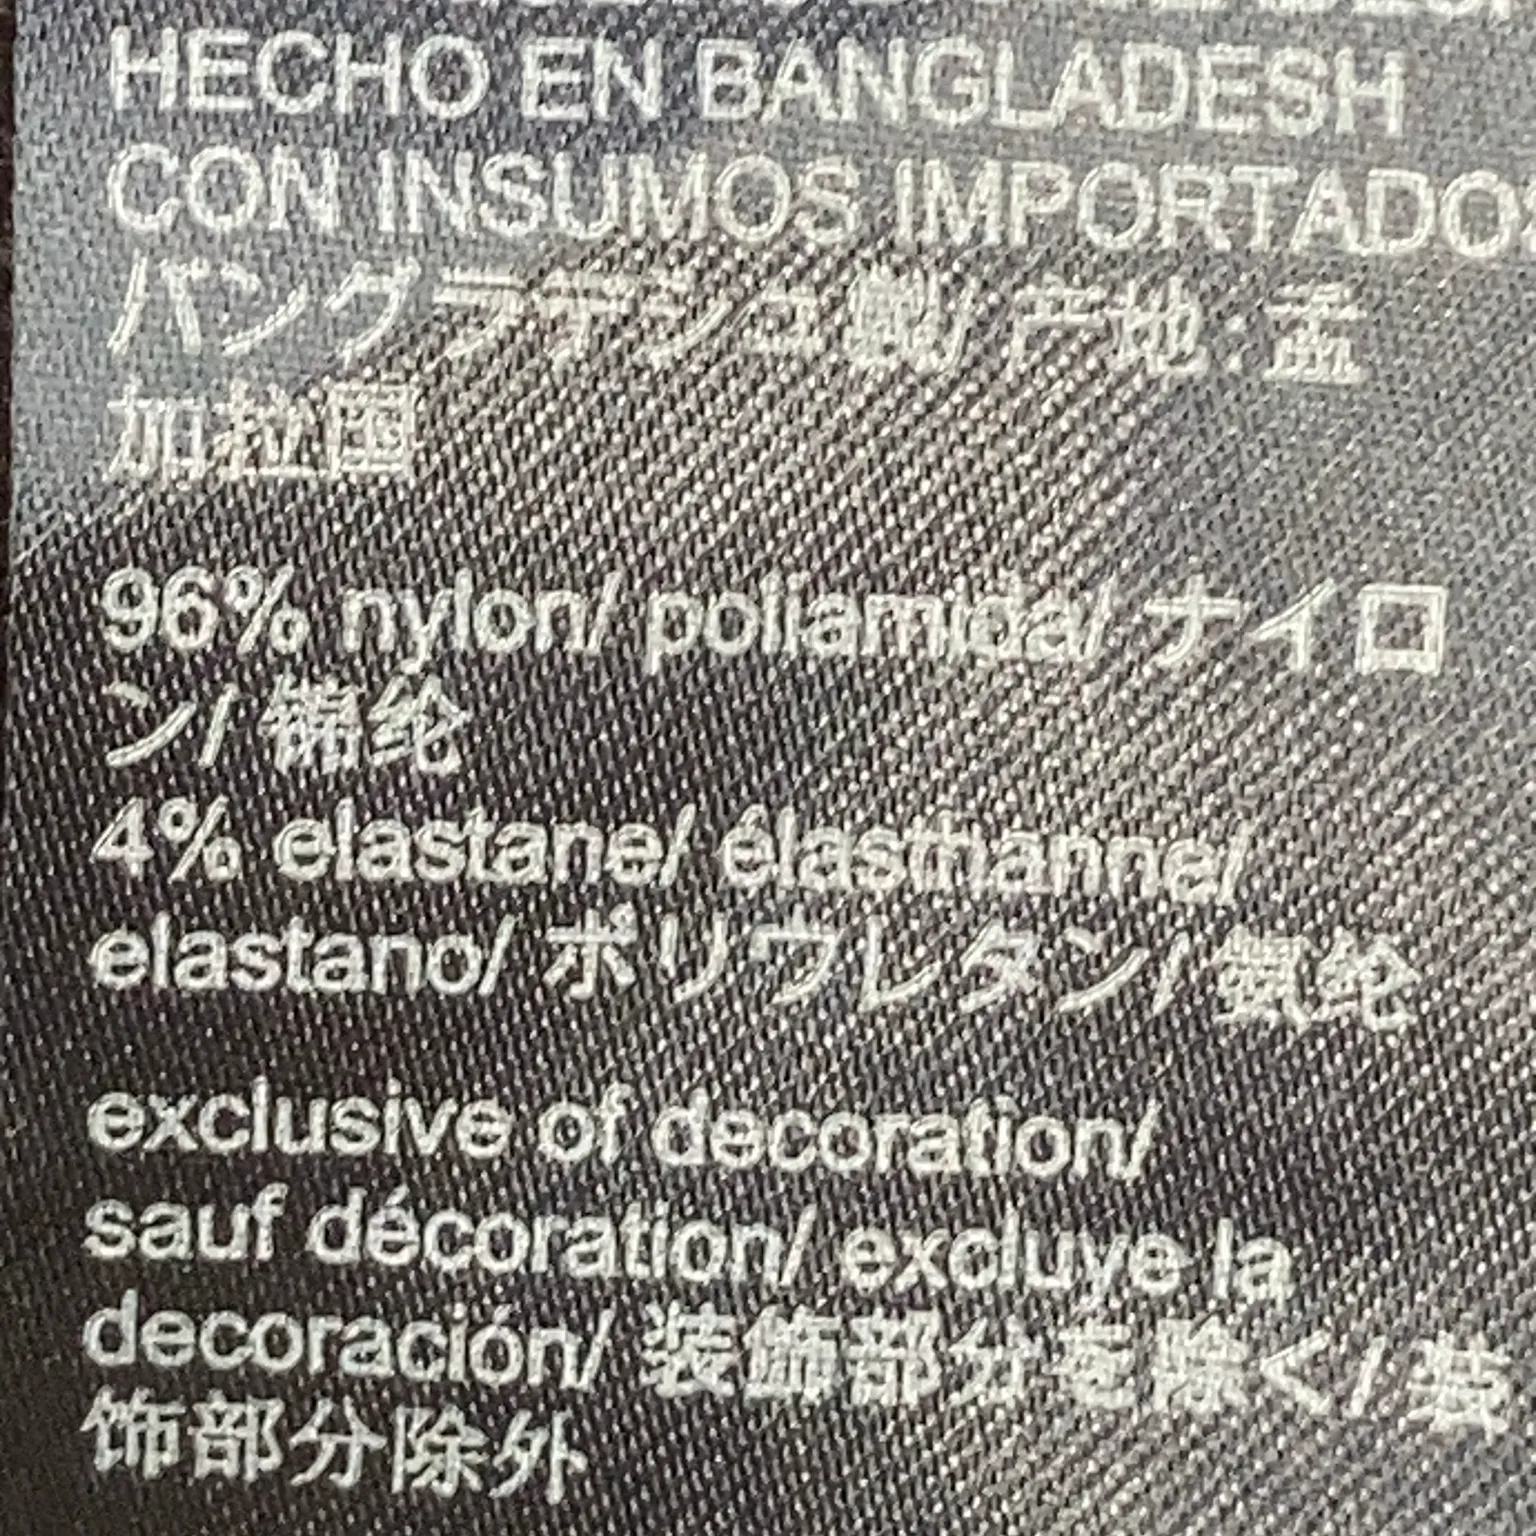 HECHO EN BANGLADESH
CON INSUMOS IMPORTADOS
バングラデシュ製/ 产地：孟
加拉国
96% nylon/ poliamida/ ナイロ
ン/ 锦纶
4% elastane/ élasthanne/
elastano/ ポリウレタン/ 氨纶
exclusive of decoration/
sauf décoration/ excluye la
decoración/ 装飾部分を除く/ 装
饰部分除外